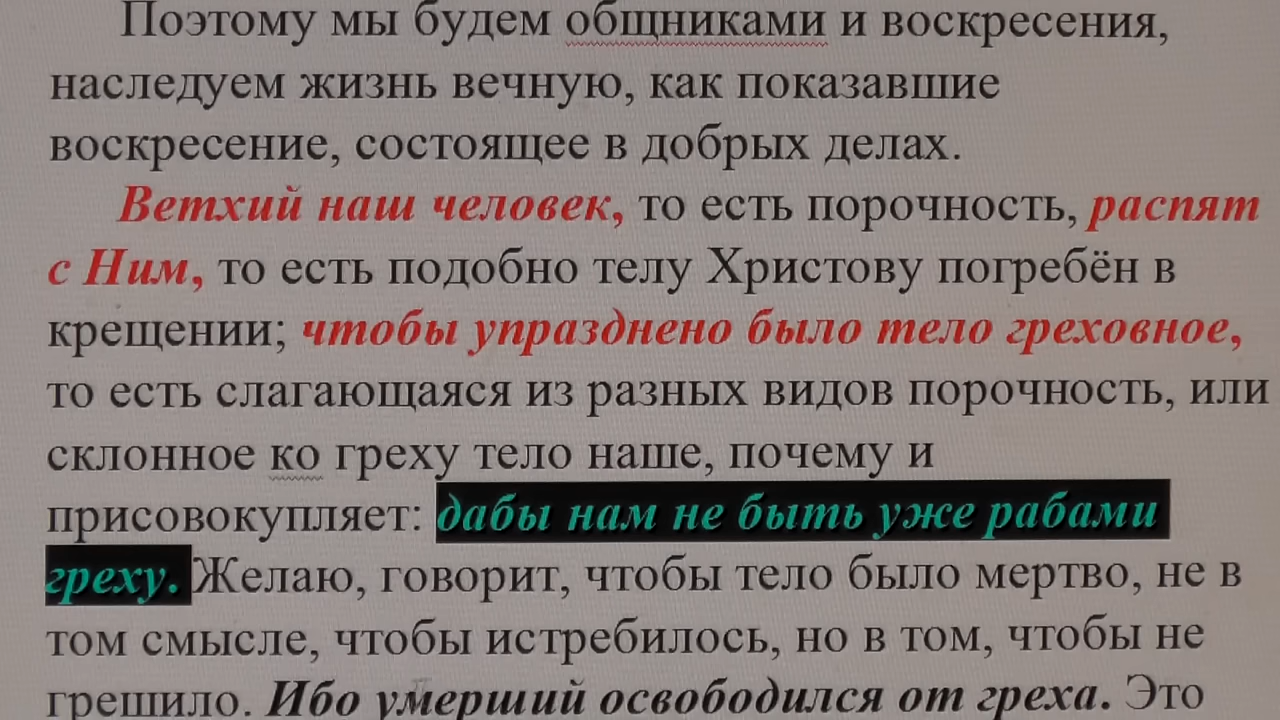 Поэтому мы будем общниками и воскресения,
наследуем жизнь вечную, как показавшие
воскресение, состоящее в добрых делах.
Ветхий наш человек, то есть порочность, распят
с Ним, то есть подобно телу Христову погребён в
крещении; чтобы упразднено было тело греховное,
то есть слагающаяся из разных видов порочность, или
склонное ко греху тело наше, почему и
присовокупляет: дабы нам не быть уже рабами
греху. Желаю, говорит, чтобы тело было мертво, не в
том смысле, чтобы истребилось, но в том, чтобы не
грешило. Ибо умерший освободился от греха. Это